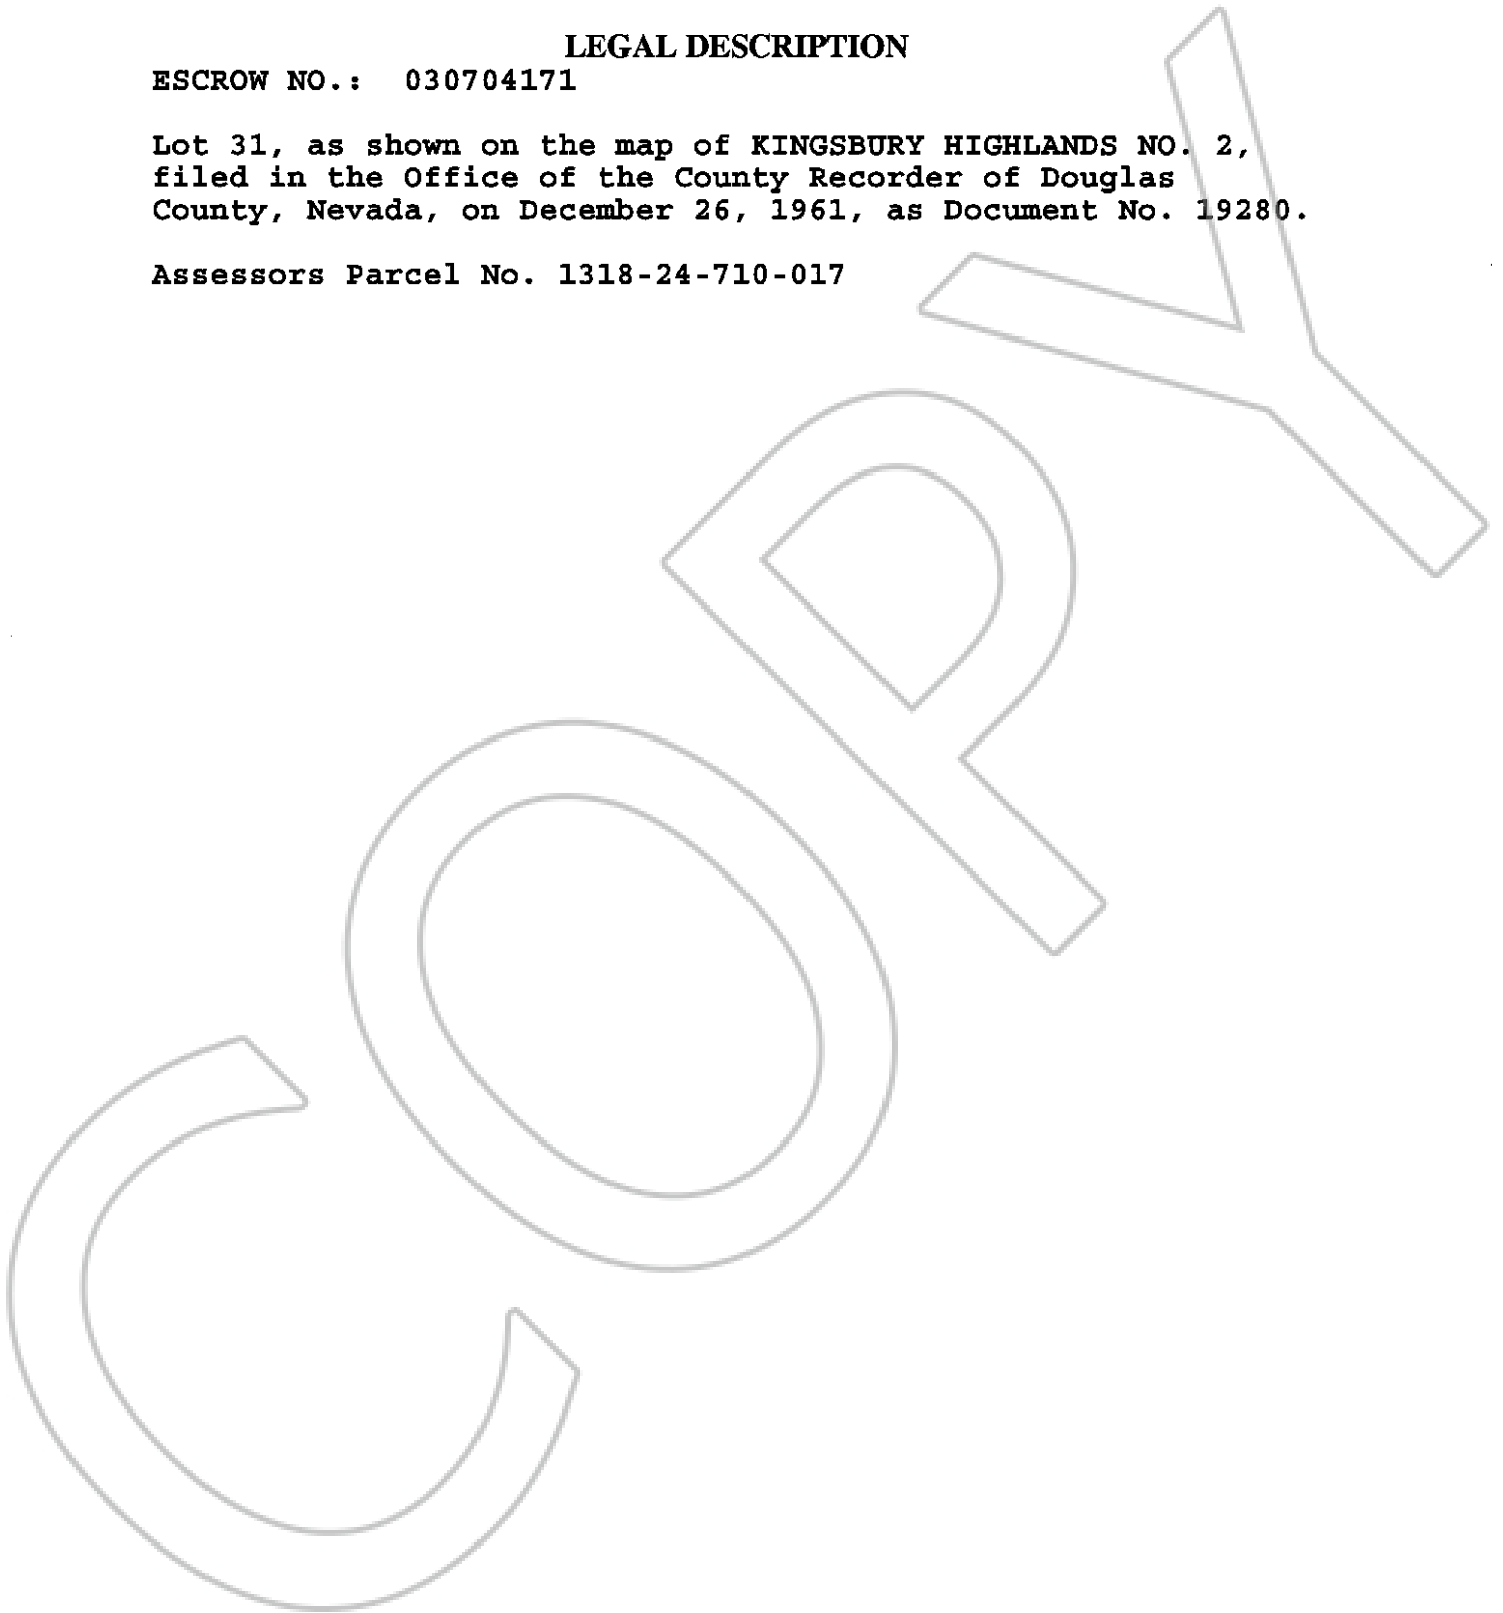 LEGAL DESCRIPTION
ESCROW NO.: 030704171
Lot 31, as shown on the map of KINGSBURY HIGHLANDS NO. 2,
filed in the Office of the County Recorder of Douglas
County, Nevada, on December 26, 1961, as Document No. 19280.
Assessors Parcel No. 1318-24-710-017
COPY